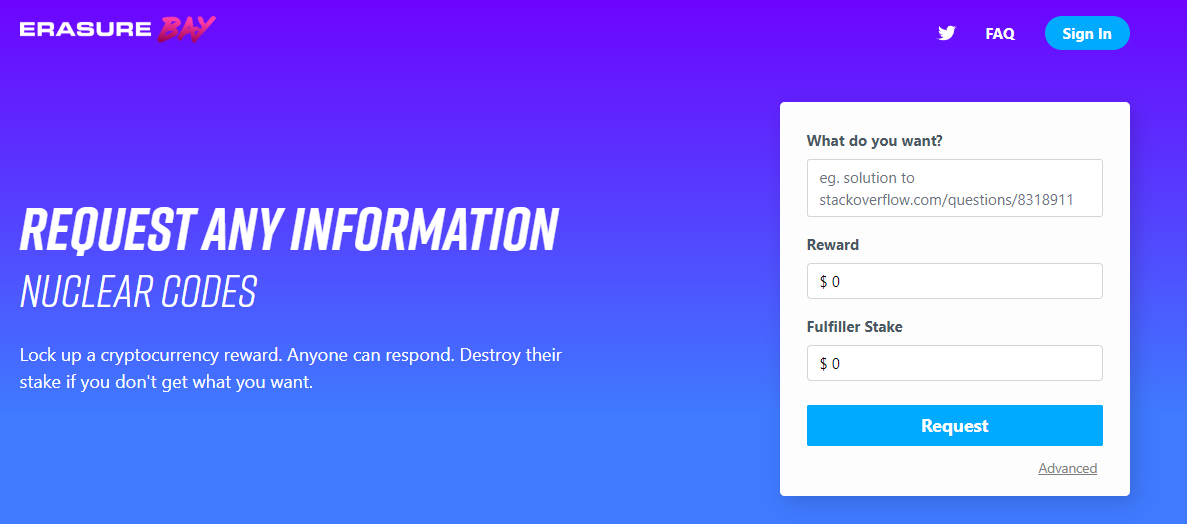 ERASURE BAY
FAQ
Sign In
REQUEST ANY INFORMATION
NUCLEAR CODES
Lock up a cryptocurrency reward. Anyone can respond. Destroy their
stake if you don't get what you want.
What do you want?
eg. solution to
stackoverflow.com/questions/8318911
Reward
$ 0
Fulfiller Stake
$ 0
Request
Advanced